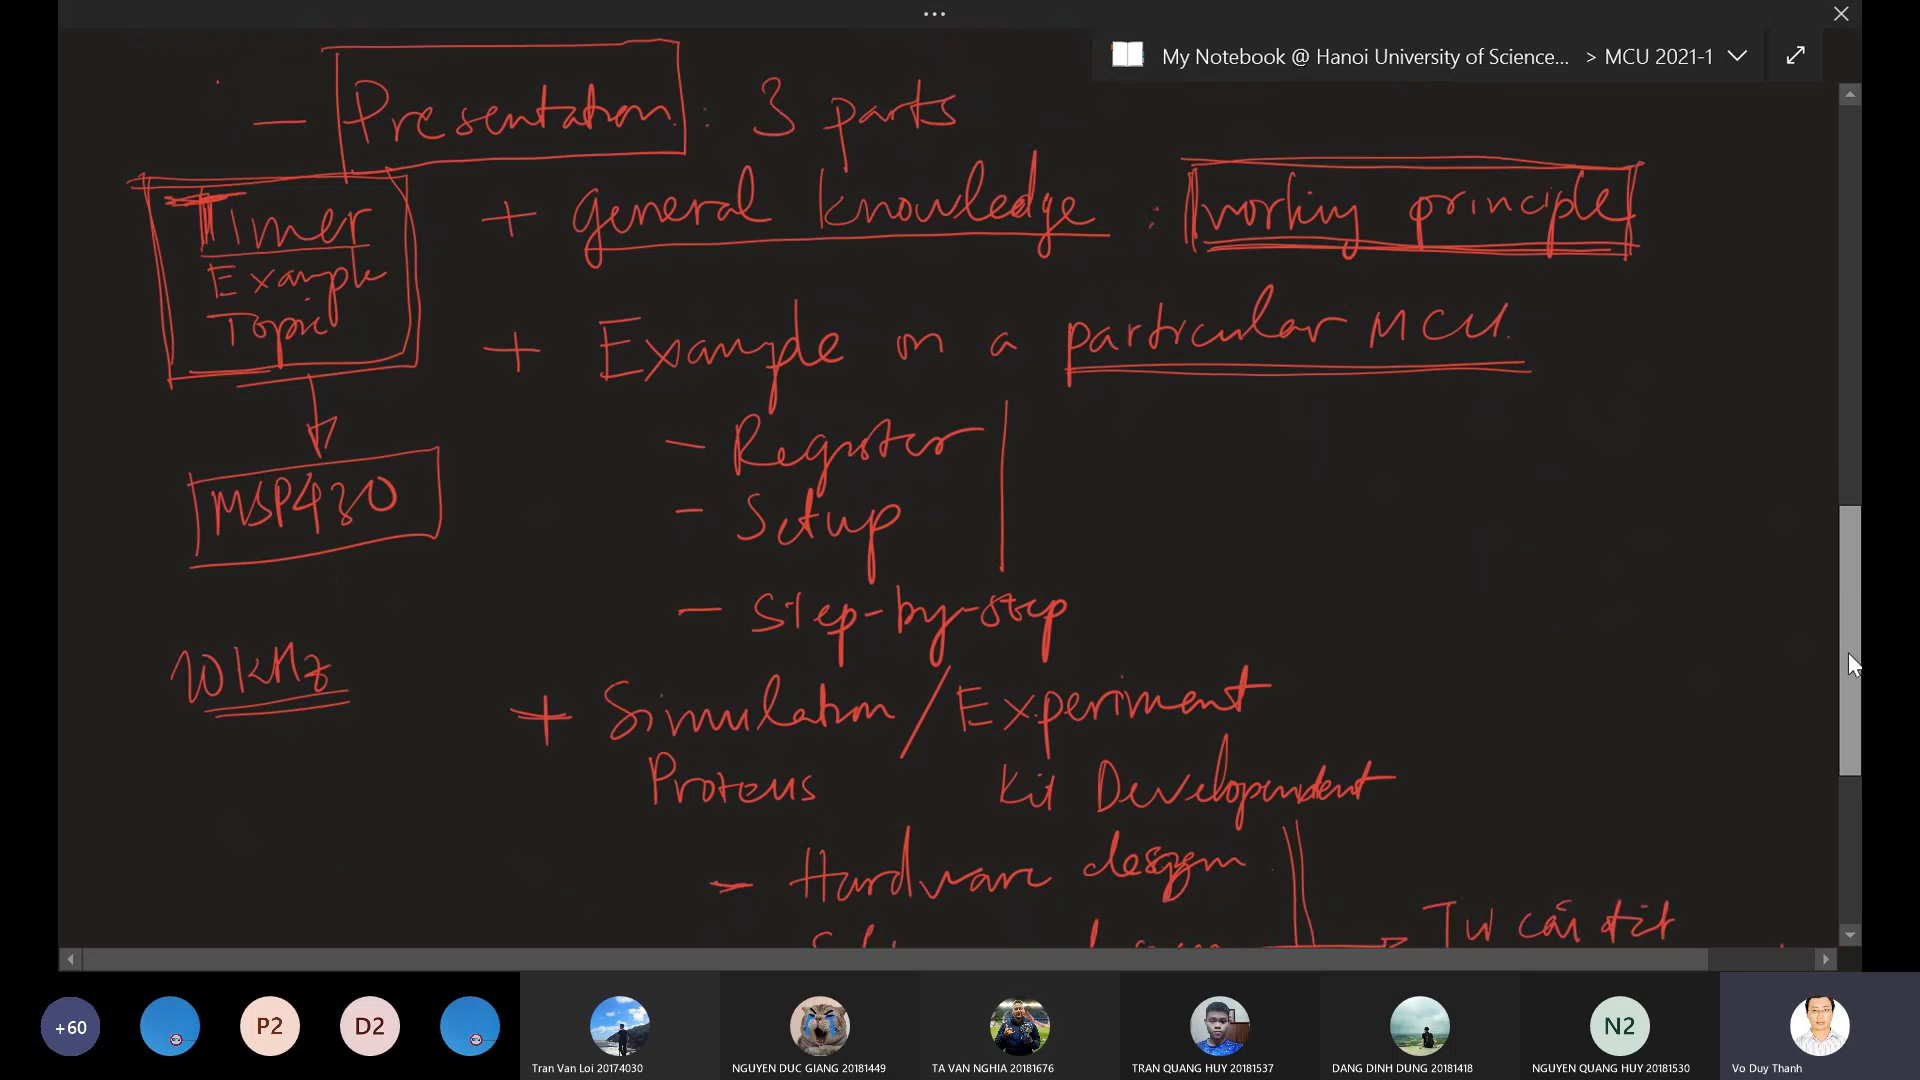 ...
My Notebook @ Hanoi University of Science... > MCU 2021-1
- Presentation : 3 parts
Timer
Example
Topic
MSP430
10 kHz
+ general knowledge : working principle
+ Example on a particular MCU.
- Register
- Setup
- Step-by-step
+ Simulation / Experiment
Proteus Kit Development
- Hardware design
Tự cài đặt
+60
P2
D2
Tran Van Loi 20174030
NGUYEN DUC GIANG 20181449
TA VAN NGHIA 20181676
TRAN QUANG HUY 20181537
DANG DINH DUNG 20181418
N2
NGUYEN QUANG HUY 20181530
Vo Duy Thanh